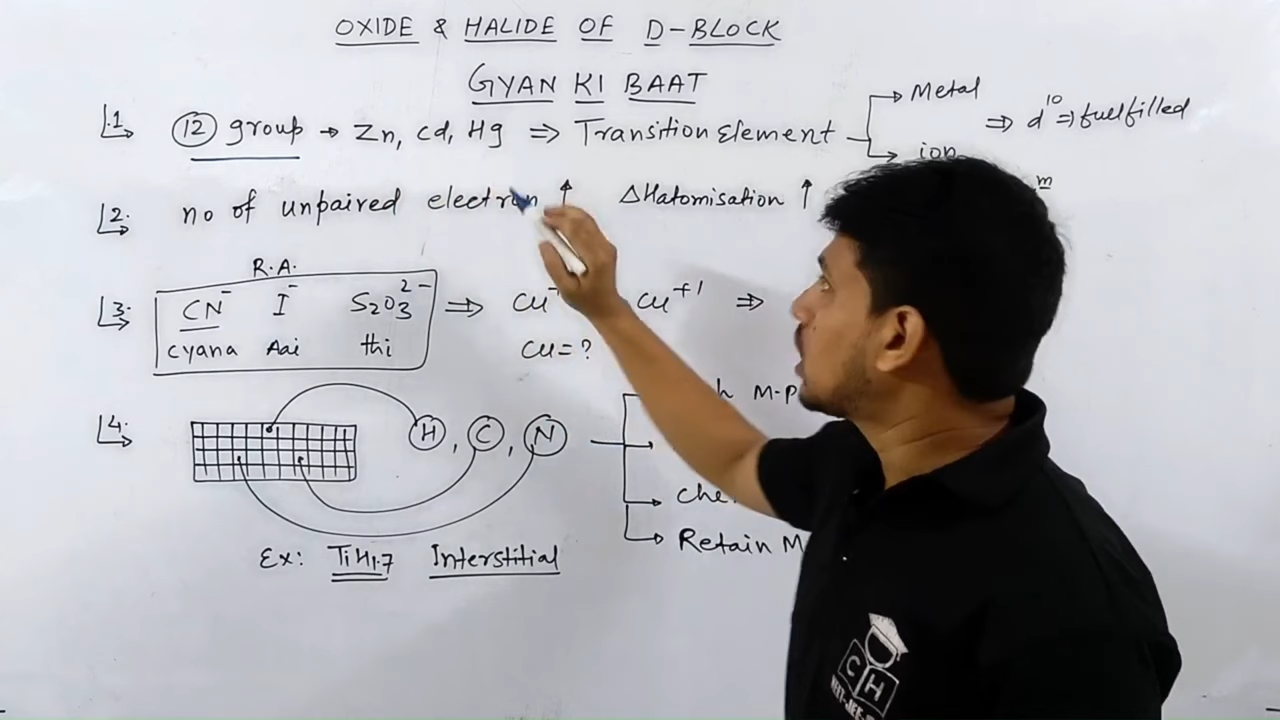 OXIDE & HALIDE OF D-BLOCK
GYAN KI BAAT
1. 12 group → Zn, Cd, Hg ⇒ Transition Element → Metal → ion ⇒ d¹⁰ ⇒ fullfilled
2. no of unpaired electron ↑ ΔHatomisation ↑ m
R.A.
3. CN⁻ I⁻ S₂O₃²⁻ ⇒ Cu⁺ Cu⁺¹ ⇒
cyana Aai thi Cu = ?
4. H, C, N → M.P
Che
Retain M
Ex: TiH₁.₇ Interstitial
CH